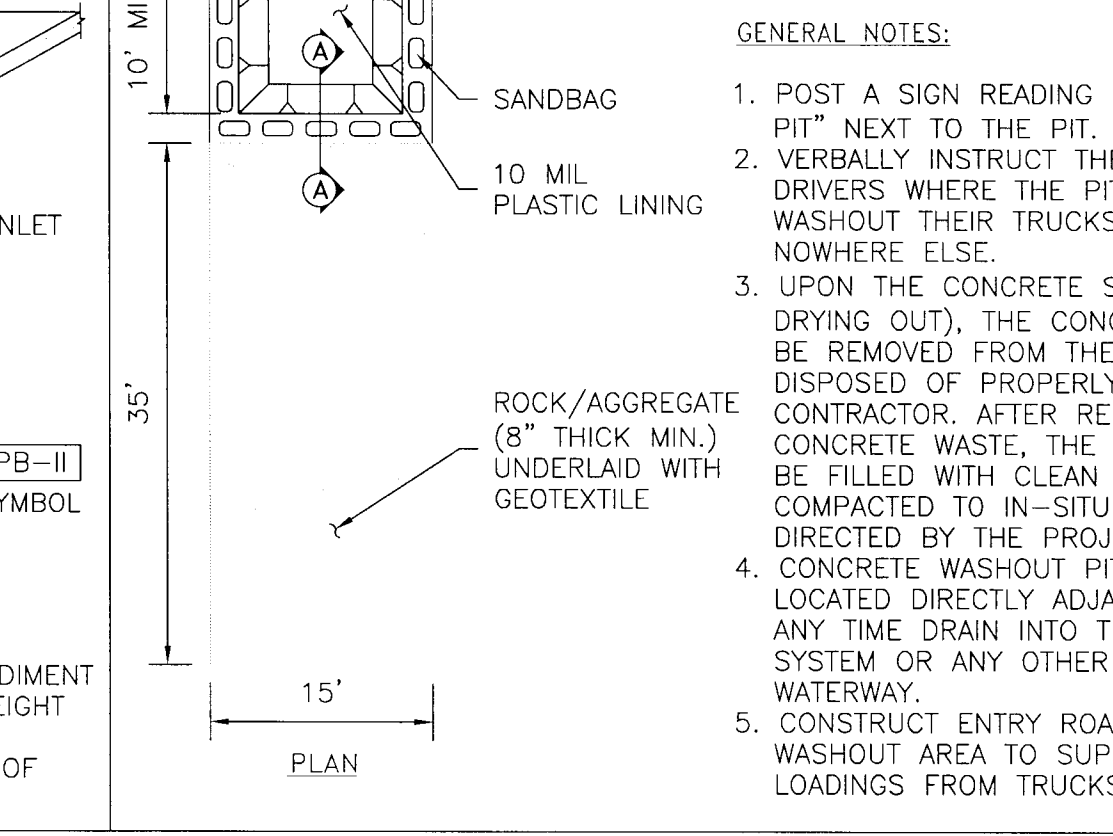 10' MI
NLET
35'
PB-II
YMBOL
DIMENT
EIGHT
OF
A
A
SANDBAG
10 MIL
PLASTIC LINING
ROCK/AGGREGATE
(8" THICK MIN.)
UNDERLAID WITH
GEOTEXTILE
15'
PLAN
GENERAL NOTES:
1. POST A SIGN READING
PIT" NEXT TO THE PIT.
2. VERBALLY INSTRUCT THE
DRIVERS WHERE THE PIT
WASHOUT THEIR TRUCKS
NOWHERE ELSE.
3. UPON THE CONCRETE S
DRYING OUT), THE CONC
BE REMOVED FROM THE
DISPOSED OF PROPERLY
CONTRACTOR. AFTER RE
CONCRETE WASTE, THE
BE FILLED WITH CLEAN
COMPACTED TO IN-SITU
DIRECTED BY THE PROJ
4. CONCRETE WASHOUT PIT
LOCATED DIRECTLY ADJA
ANY TIME DRAIN INTO T
SYSTEM OR ANY OTHER
WATERWAY.
5. CONSTRUCT ENTRY ROA
WASHOUT AREA TO SUP
LOADINGS FROM TRUCKS